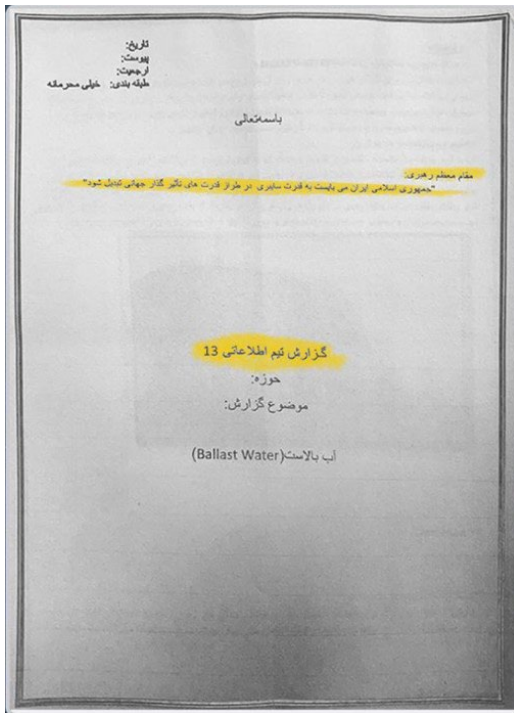 تاریخ:
پیوست:
ارجعیت:
طبقه بندی: خیلی محرمانه
باسمه‌تعالی
مقام معظم رهبری:
"جمهوری اسلامی ایران می بایست به قدرت سایبری در طراز قدرت های تأثیر گذار جهانی تبدیل شود"
گزارش تیم اطلاعاتی 13
حوزه:
موضوع گزارش:
آب بالاست(Ballast Water)